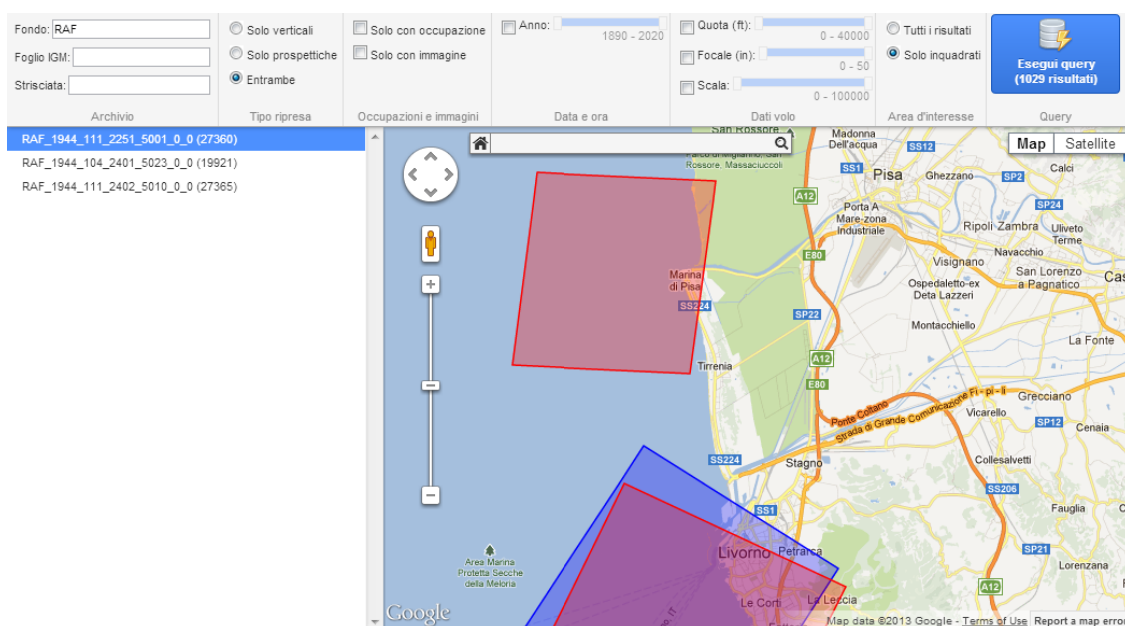 Fondo: RAF
Foglio IGM:
Strisciata:
Archivio
Solo verticali
Solo prospettiche
Entrambe
Tipo ripresa
Solo con occupazione
Solo con immagine
Occupazioni e immagini
Anno:
1890 - 2020
Data e ora
Quota (ft):
0 - 40000
Focale (in):
0 - 50
Scala:
0 - 100000
Dati volo
Tutti i risultati
Solo inquadrati
Area d'interesse
Esegui query
(1029 risultati)
Query
RAF_1944_111_2251_5001_0_0 (27360)
RAF_1944_104_2401_5023_0_0 (19921)
RAF_1944_111_2402_5010_0_0 (27365)
Map
Satellite
San Rossore
Rossore, Massaciuccoli
Madonna
Dell'acqua
SS12
SS1
Pisa
Ghezzano
SP2
Calci
A12
SP24
Porta A
Mare-zona
Industriale
Ripoli
Zambra
Uliveto
Terme
E80
Navacchio
Visignano
San Lorenzo
a Pagnatico
Marina
di Pisa
Ospedaletto-ex
Deta Lazzeri
SS224
SP22
Montacchiello
La Fonte
A12
Tirrenia
E80
Grecciano
Ponte Coltano
Strada di Grande Comunicazione Fi - pi - li
Vicarello
SP12
Cenaia
SS224
Stagno
Collesalvetti
SS206
SS1
Fauglia
Livorno
Petrarca
SP21
Area Marina
Protetta Secche
della Meloria
Lorenzana
A12
Le Corti
La Leccia
Google
Map data ©2013 Google - Terms of Use
Report a map error